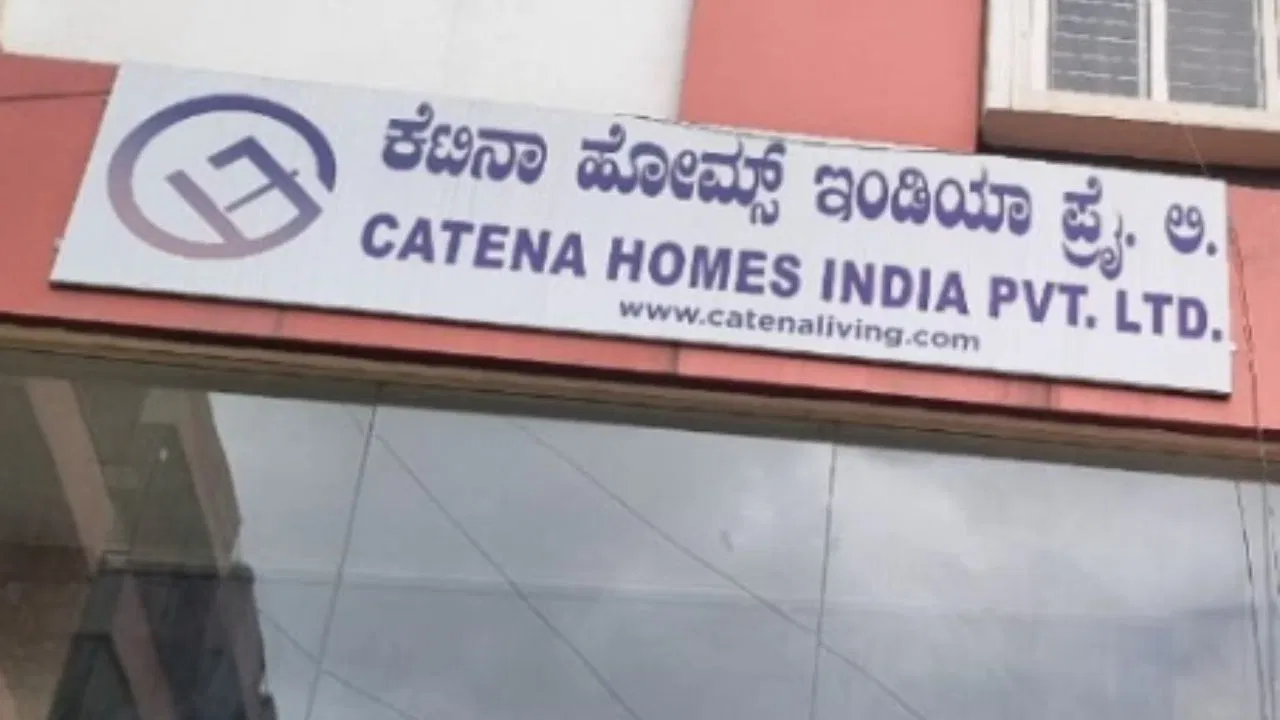 ಕೆಟಿನಾ ಹೋಮ್ಸ್ ಇಂಡಿಯಾ ಪ್ರೈ. ಲಿ.
CATENA HOMES INDIA PVT. LTD.
www.catenaliving.com